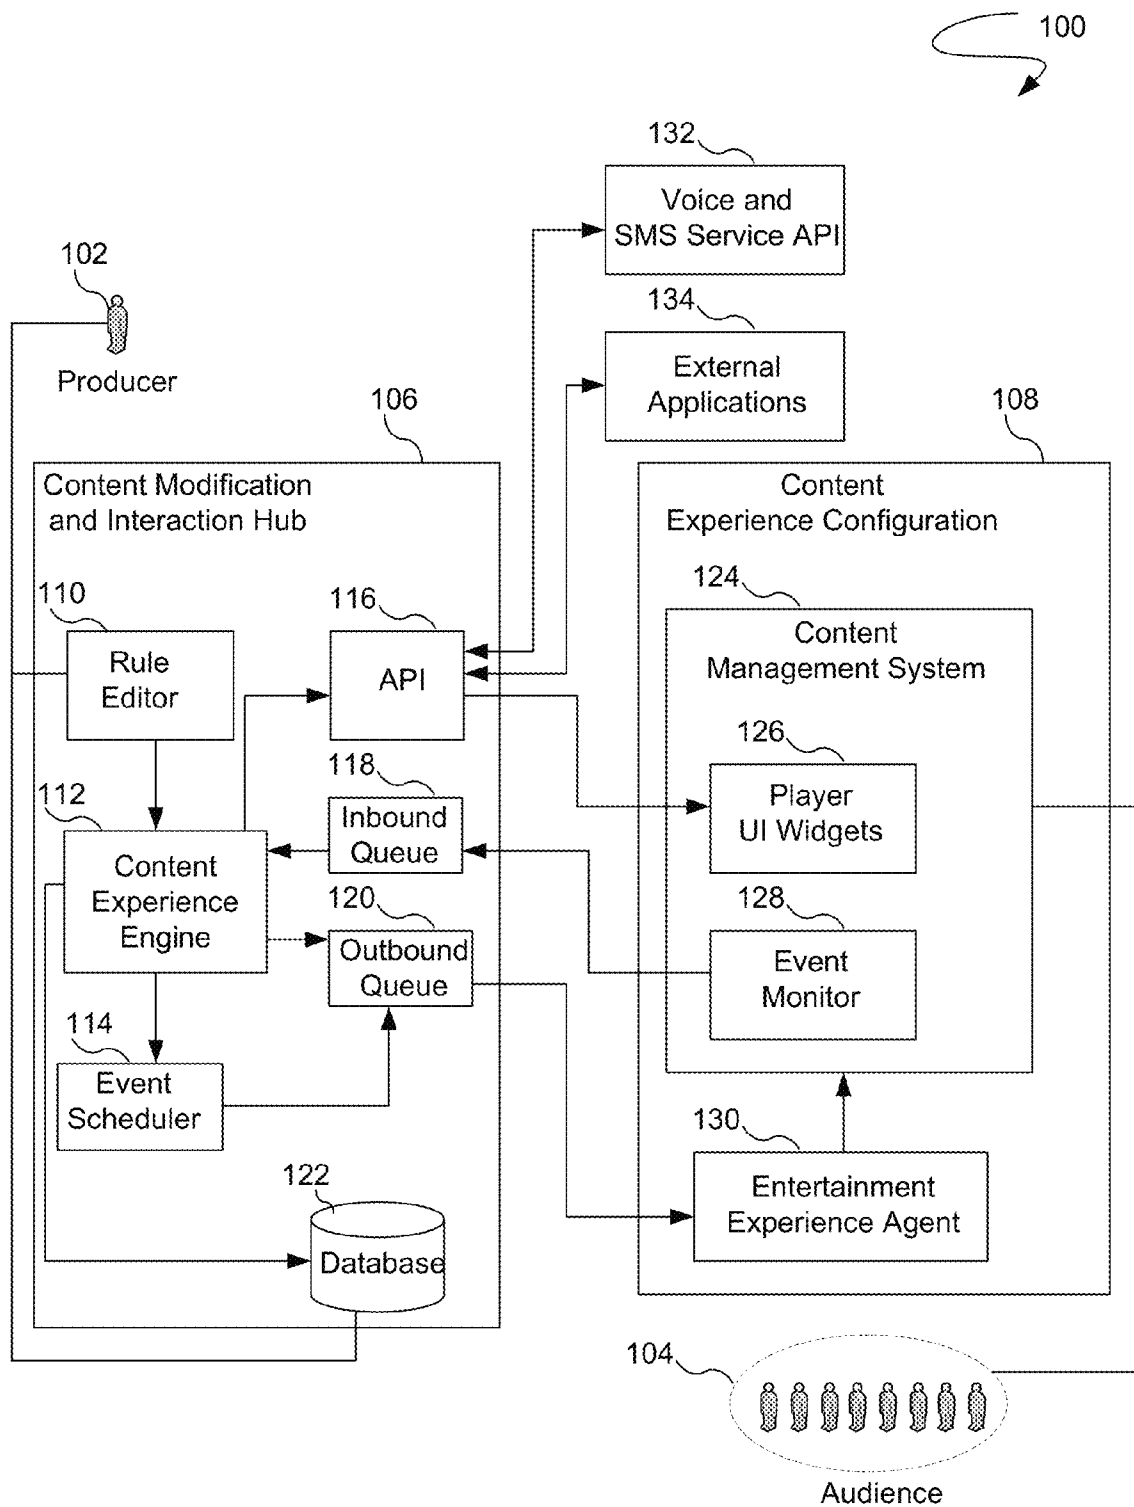 100
132
Voice and
SMS Service API
102
134
Producer
External
Applications
106
108
Content Modification
and Interaction Hub
Content
Experience Configuration
110
116
124
Rule
Editor
API
Content
Management System
126
118
112
Player
UI Widgets
Inbound
Queue
Content
Experience
Engine
120
128
Outbound
Queue
Event
Monitor
114
Event
Scheduler
130
122
Entertainment
Experience Agent
Database
104
Audience